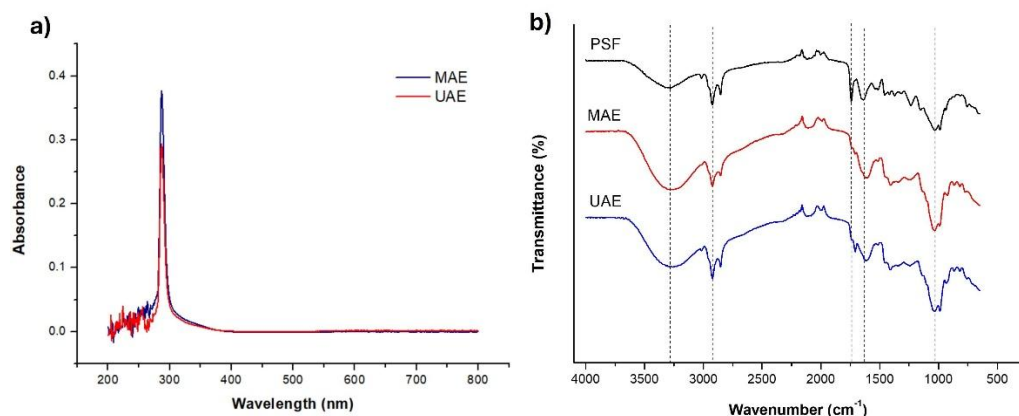 a)
Absorbance
0.4
0.3
0.2
0.1
0.0
200 300 400 500 600 700 800
Wavelength (nm)
MAE
UAE
b)
Transmittance (%)
PSF
MAE
UAE
4000 3500 3000 2500 2000 1500 1000 500
Wavenumber (cm⁻¹)